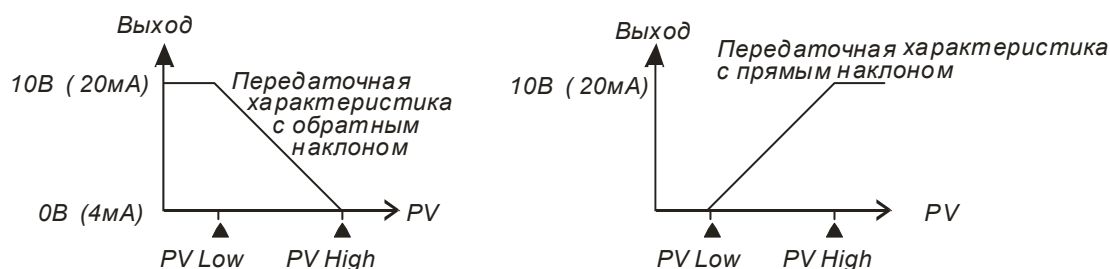 Выход
10В ( 20мА)
Передаточная
характеристика
с обратным
наклоном
0В (4мА)
PV
PV Low
PV High
Выход
Передаточная характеристика
с прямым наклоном
10В ( 20мА)
PV
PV Low
PV High